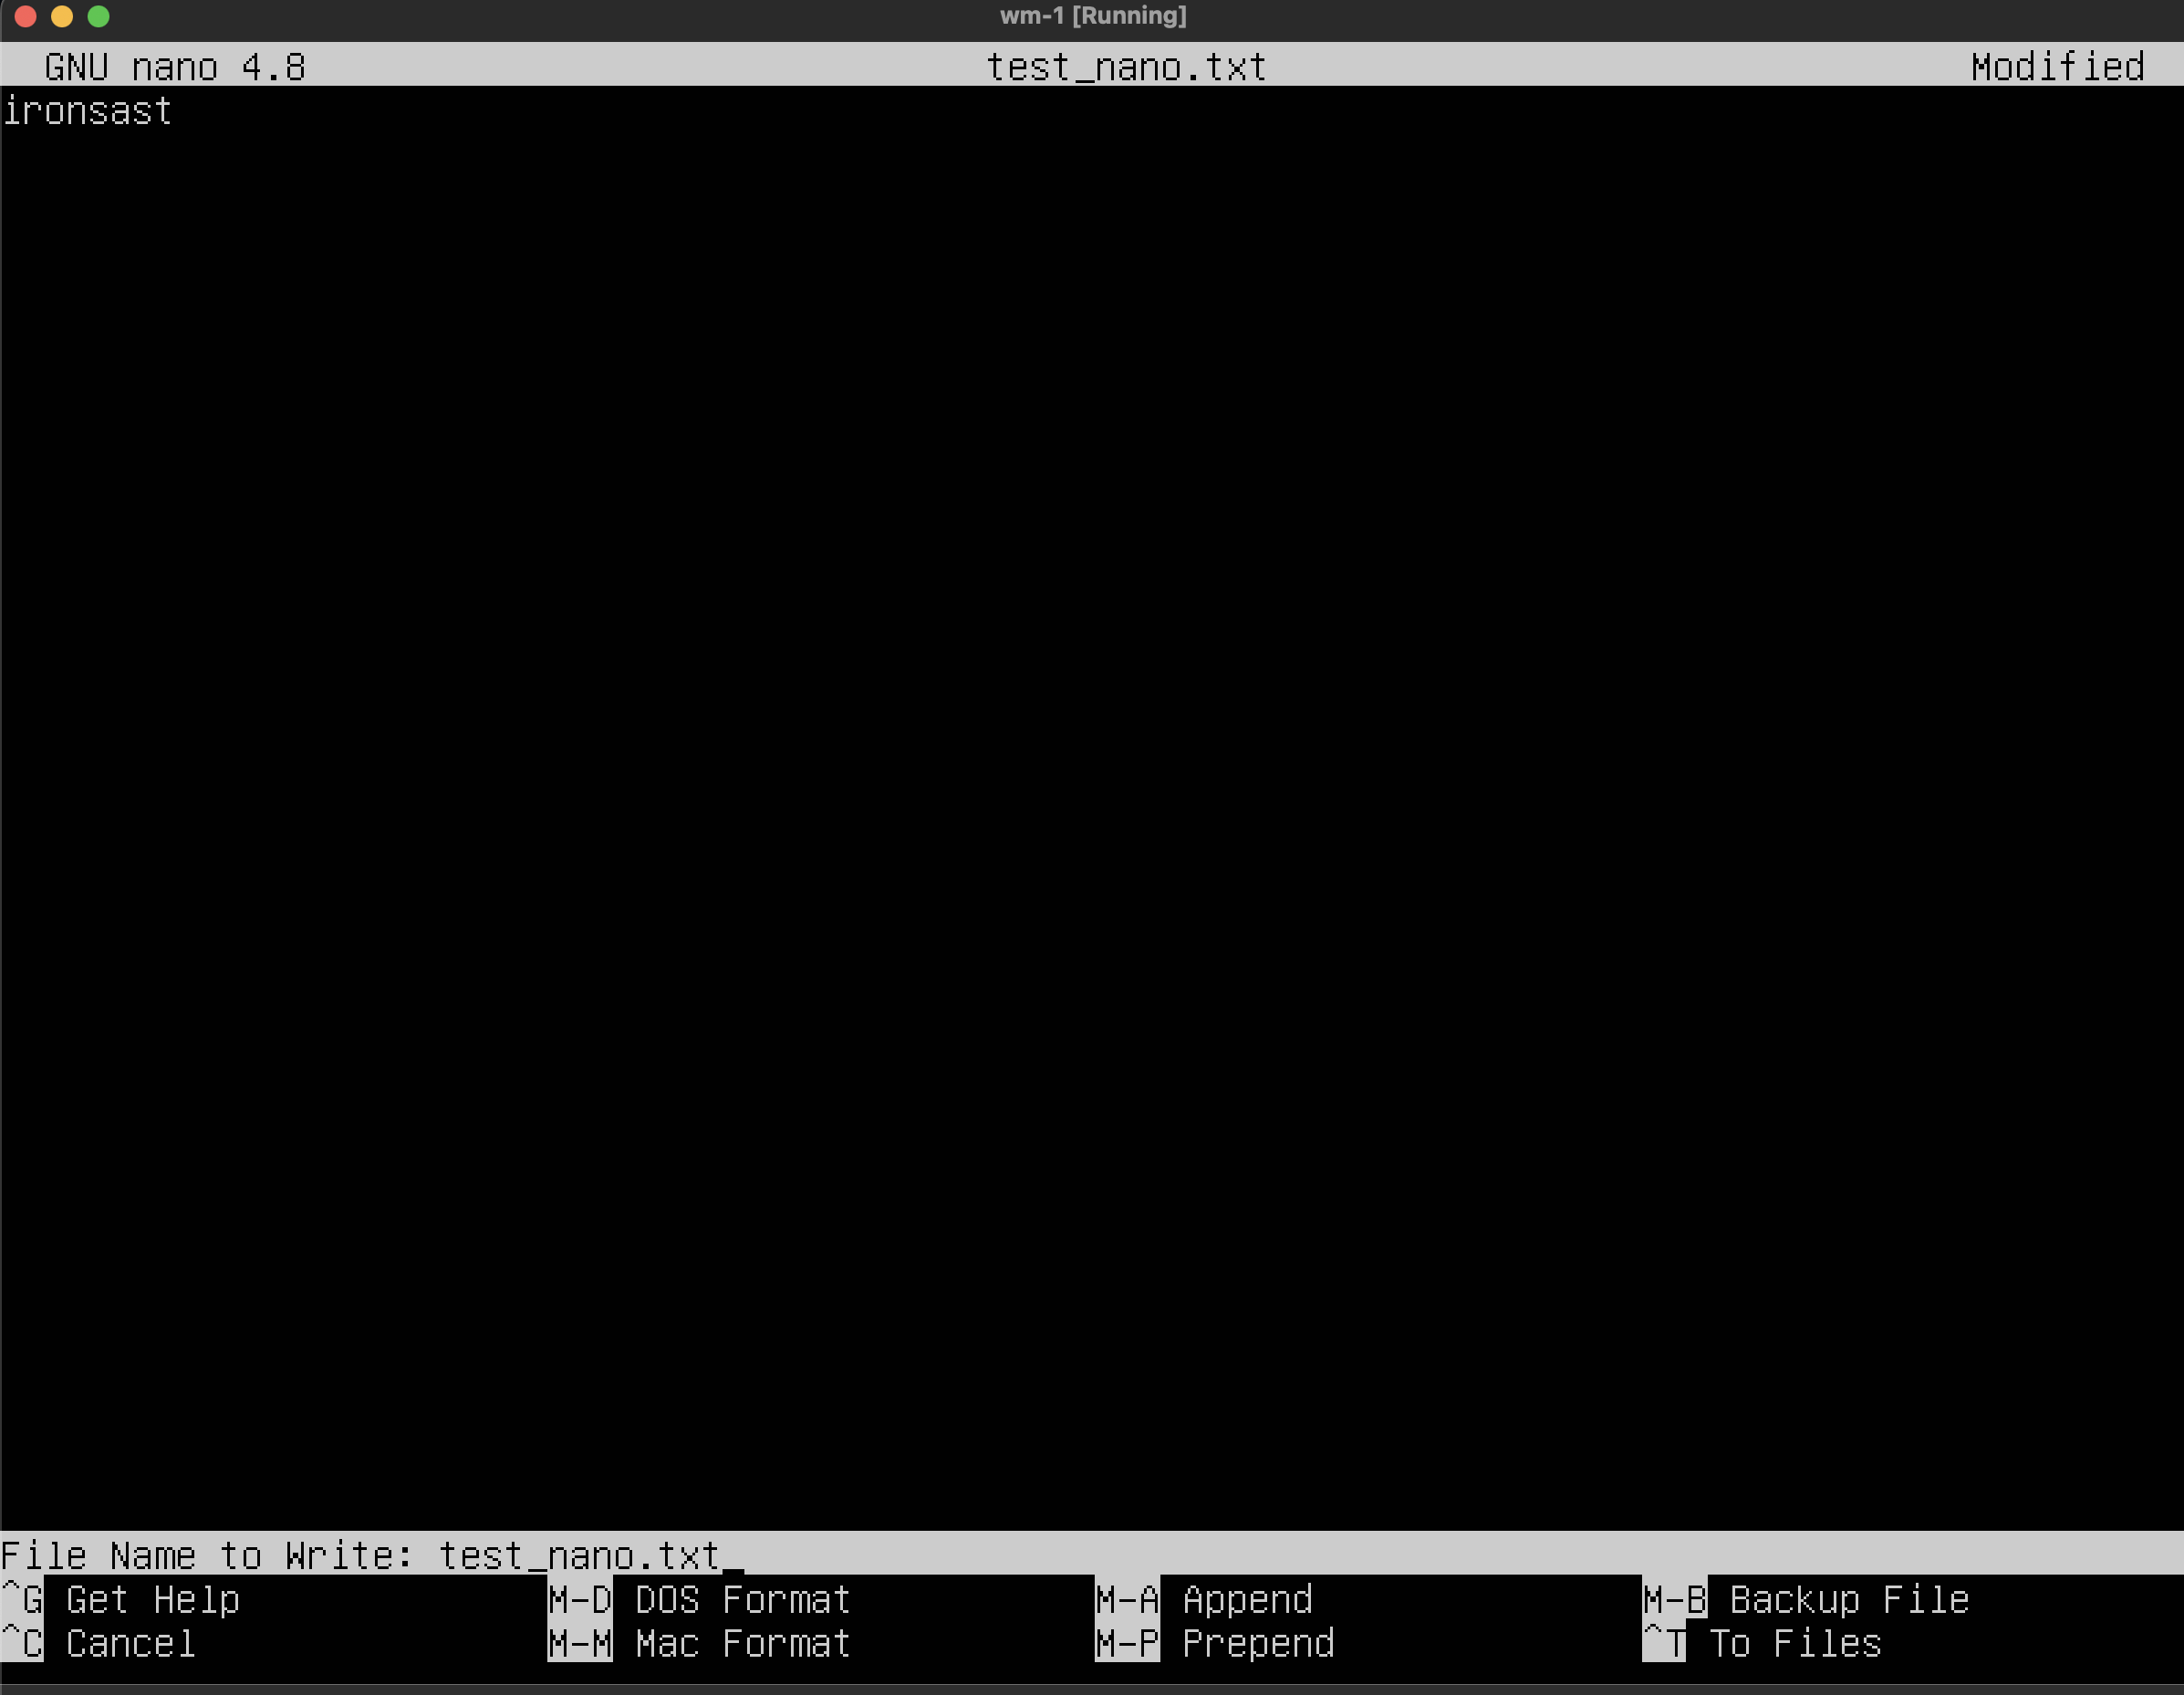 wm-1 [Running]
GNU nano 4.8 test_nano.txt Modified
ironsast
File Name to Write: test_nano.txt
^G Get Help M-D DOS Format M-A Append M-B Backup File
^C Cancel M-M Mac Format M-P Prepend ^T To Files